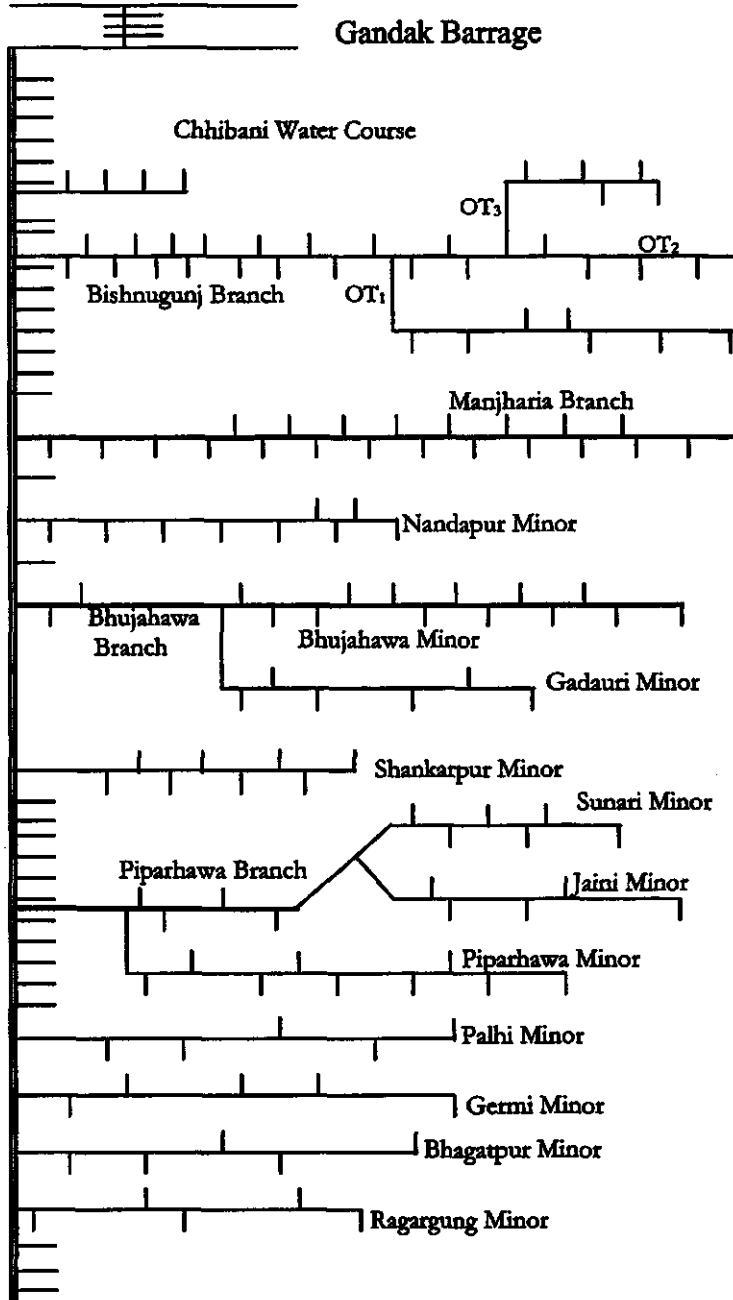 Gandak Barrage
Chhibani Water Course
OT3
OT2
Bishnugunj Branch
OT1
Manjharia Branch
Nandapur Minor
Bhujahawa
Branch
Bhujahawa Minor
Gadauri Minor
Shankarpur Minor
Sunari Minor
Piparhawa Branch
Jaini Minor
Piparhawa Minor
Palhi Minor
Germi Minor
Bhagatpur Minor
Ragargung Minor